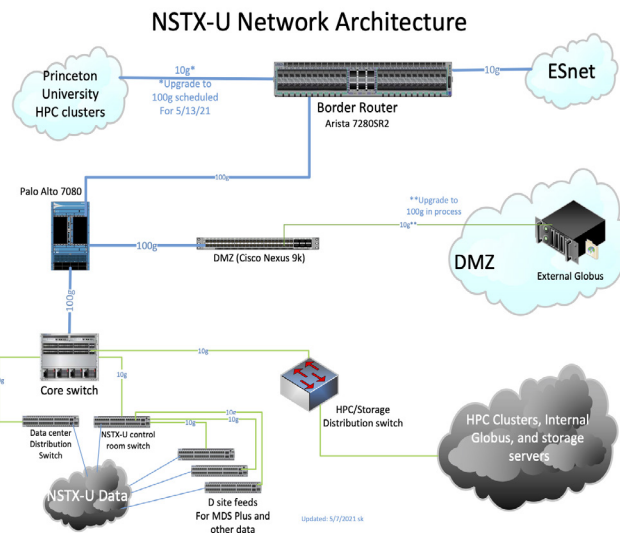 NSTX-U Network Architecture
Princeton
University
HPC clusters
10g*
*Upgrade to
100g scheduled
For 5/13/21
10g
ESnet
Border Router
Arista 7280SR2
100g
Palo Alto 7080
**Upgrade to
100g in process
10g**
100g
DMZ (Cisco Nexus 9k)
DMZ
External Globus
100g
10g
10g
Core switch
HPC/Storage
Distribution switch
Data center
Distribution
Switch
NSTX-U control
room switch
10g
10g
10g
HPC Clusters, Internal
Globus, and storage
servers
NSTX-U Data
D site feeds
For MDS Plus and
other data
Updated: 5/7/2021 sk